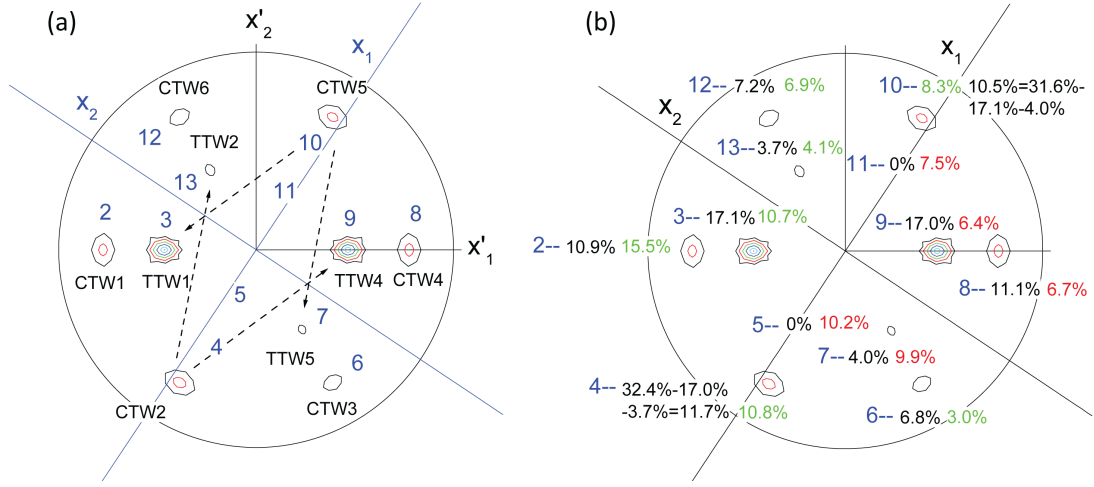 (a)
x'2
x1
CTW6
CTW5
x2
12
TTW2
10
13
11
2
3
9
8
x'1
CTW1
TTW1
TTW4
CTW4
5
7
4
TTW5
6
CTW2
CTW3
(b)
x1
12-- 7.2% 6.9%
10-- 8.3% 10.5%=31.6%-
17.1%-4.0%
x2
13--3.7% 4.1%
11-- 0% 7.5%
3-- 17.1% 10.7%
9--17.0% 6.4%
2-- 10.9% 15.5%
8-- 11.1% 6.7%
5-- 0% 10.2%
7-- 4.0% 9.9%
4-- 32.4%-17.0%
-3.7%=11.7% 10.8%
6-- 6.8% 3.0%